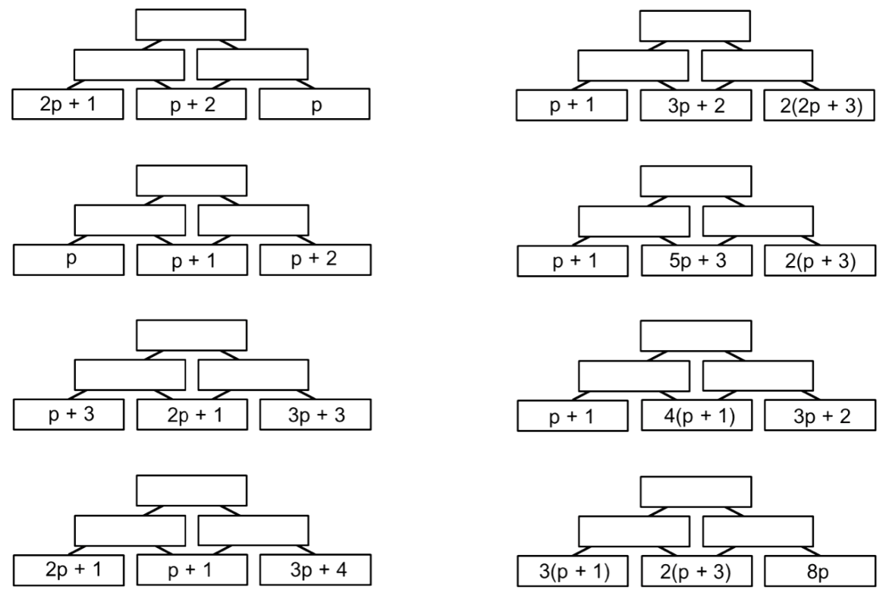 2p + 1 p + 2 p
p + 1 3p + 2 2(2p + 3)
p p + 1 p + 2
p + 1 5p + 3 2(p + 3)
p + 3 2p + 1 3p + 3
p + 1 4(p + 1) 3p + 2
2p + 1 p + 1 3p + 4
3(p + 1) 2(p + 3) 8p